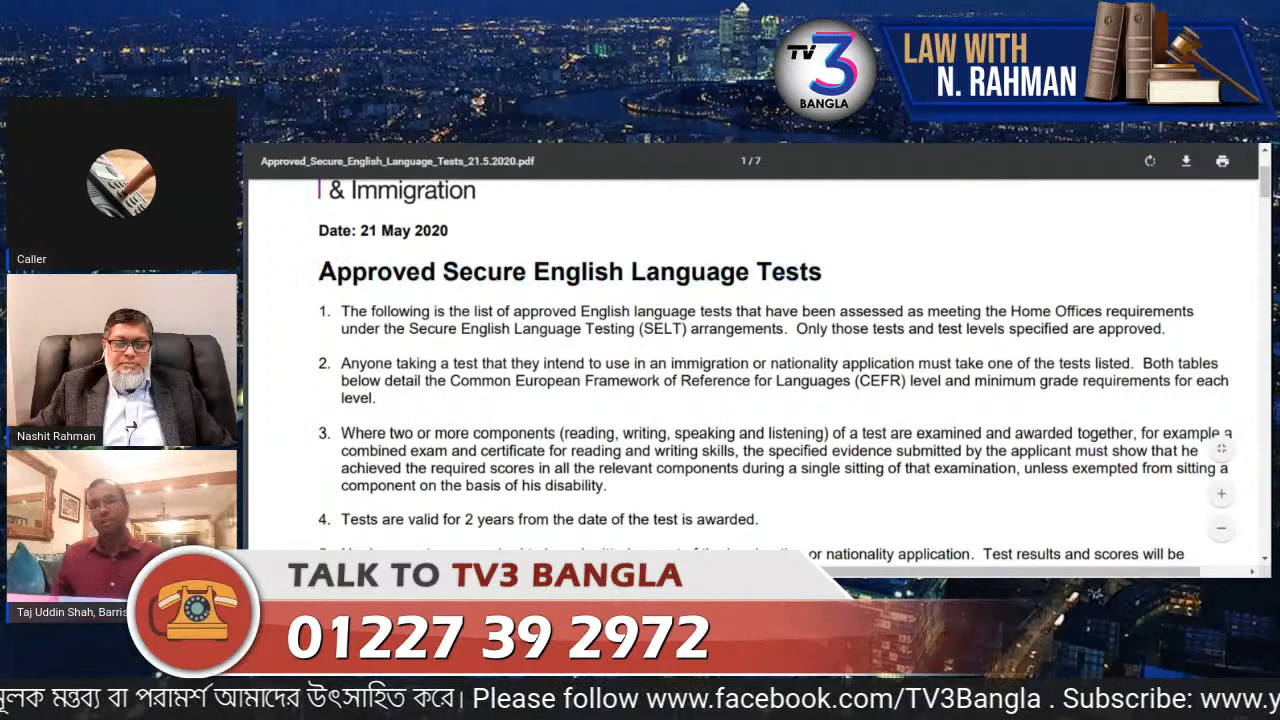 TV
3
BANGLA
LAW WITH
N. RAHMAN
Approved_Secure_English_Language_Tests_21.5.2020.pdf
1 / 7
& Immigration
Date: 21 May 2020
Approved Secure English Language Tests
1. The following is the list of approved English language tests that have been assessed as meeting the Home Offices requirements
under the Secure English Language Testing (SELT) arrangements. Only those tests and test levels specified are approved.
2. Anyone taking a test that they intend to use in an immigration or nationality application must take one of the tests listed. Both tables
below detail the Common European Framework of Reference for Languages (CEFR) level and minimum grade requirements for each
level.
3. Where two or more components (reading, writing, speaking and listening) of a test are examined and awarded together, for example a
combined exam and certificate for reading and writing skills, the specified evidence submitted by the applicant must show that he
achieved the required scores in all the relevant components during a single sitting of that examination, unless exempted from sitting a
component on the basis of his disability.
4. Tests are valid for 2 years from the date of the test is awarded.
or nationality application. Test results and scores will be
Caller
Nashit Rahman
Taj Uddin Shah, Barris
TALK TO TV3 BANGLA
01227 39 2972
মূলক মন্তব্য বা পরামর্শ আমাদের উৎসাহিত করে। Please follow www.facebook.com/TV3Bangla . Subscribe: www.y